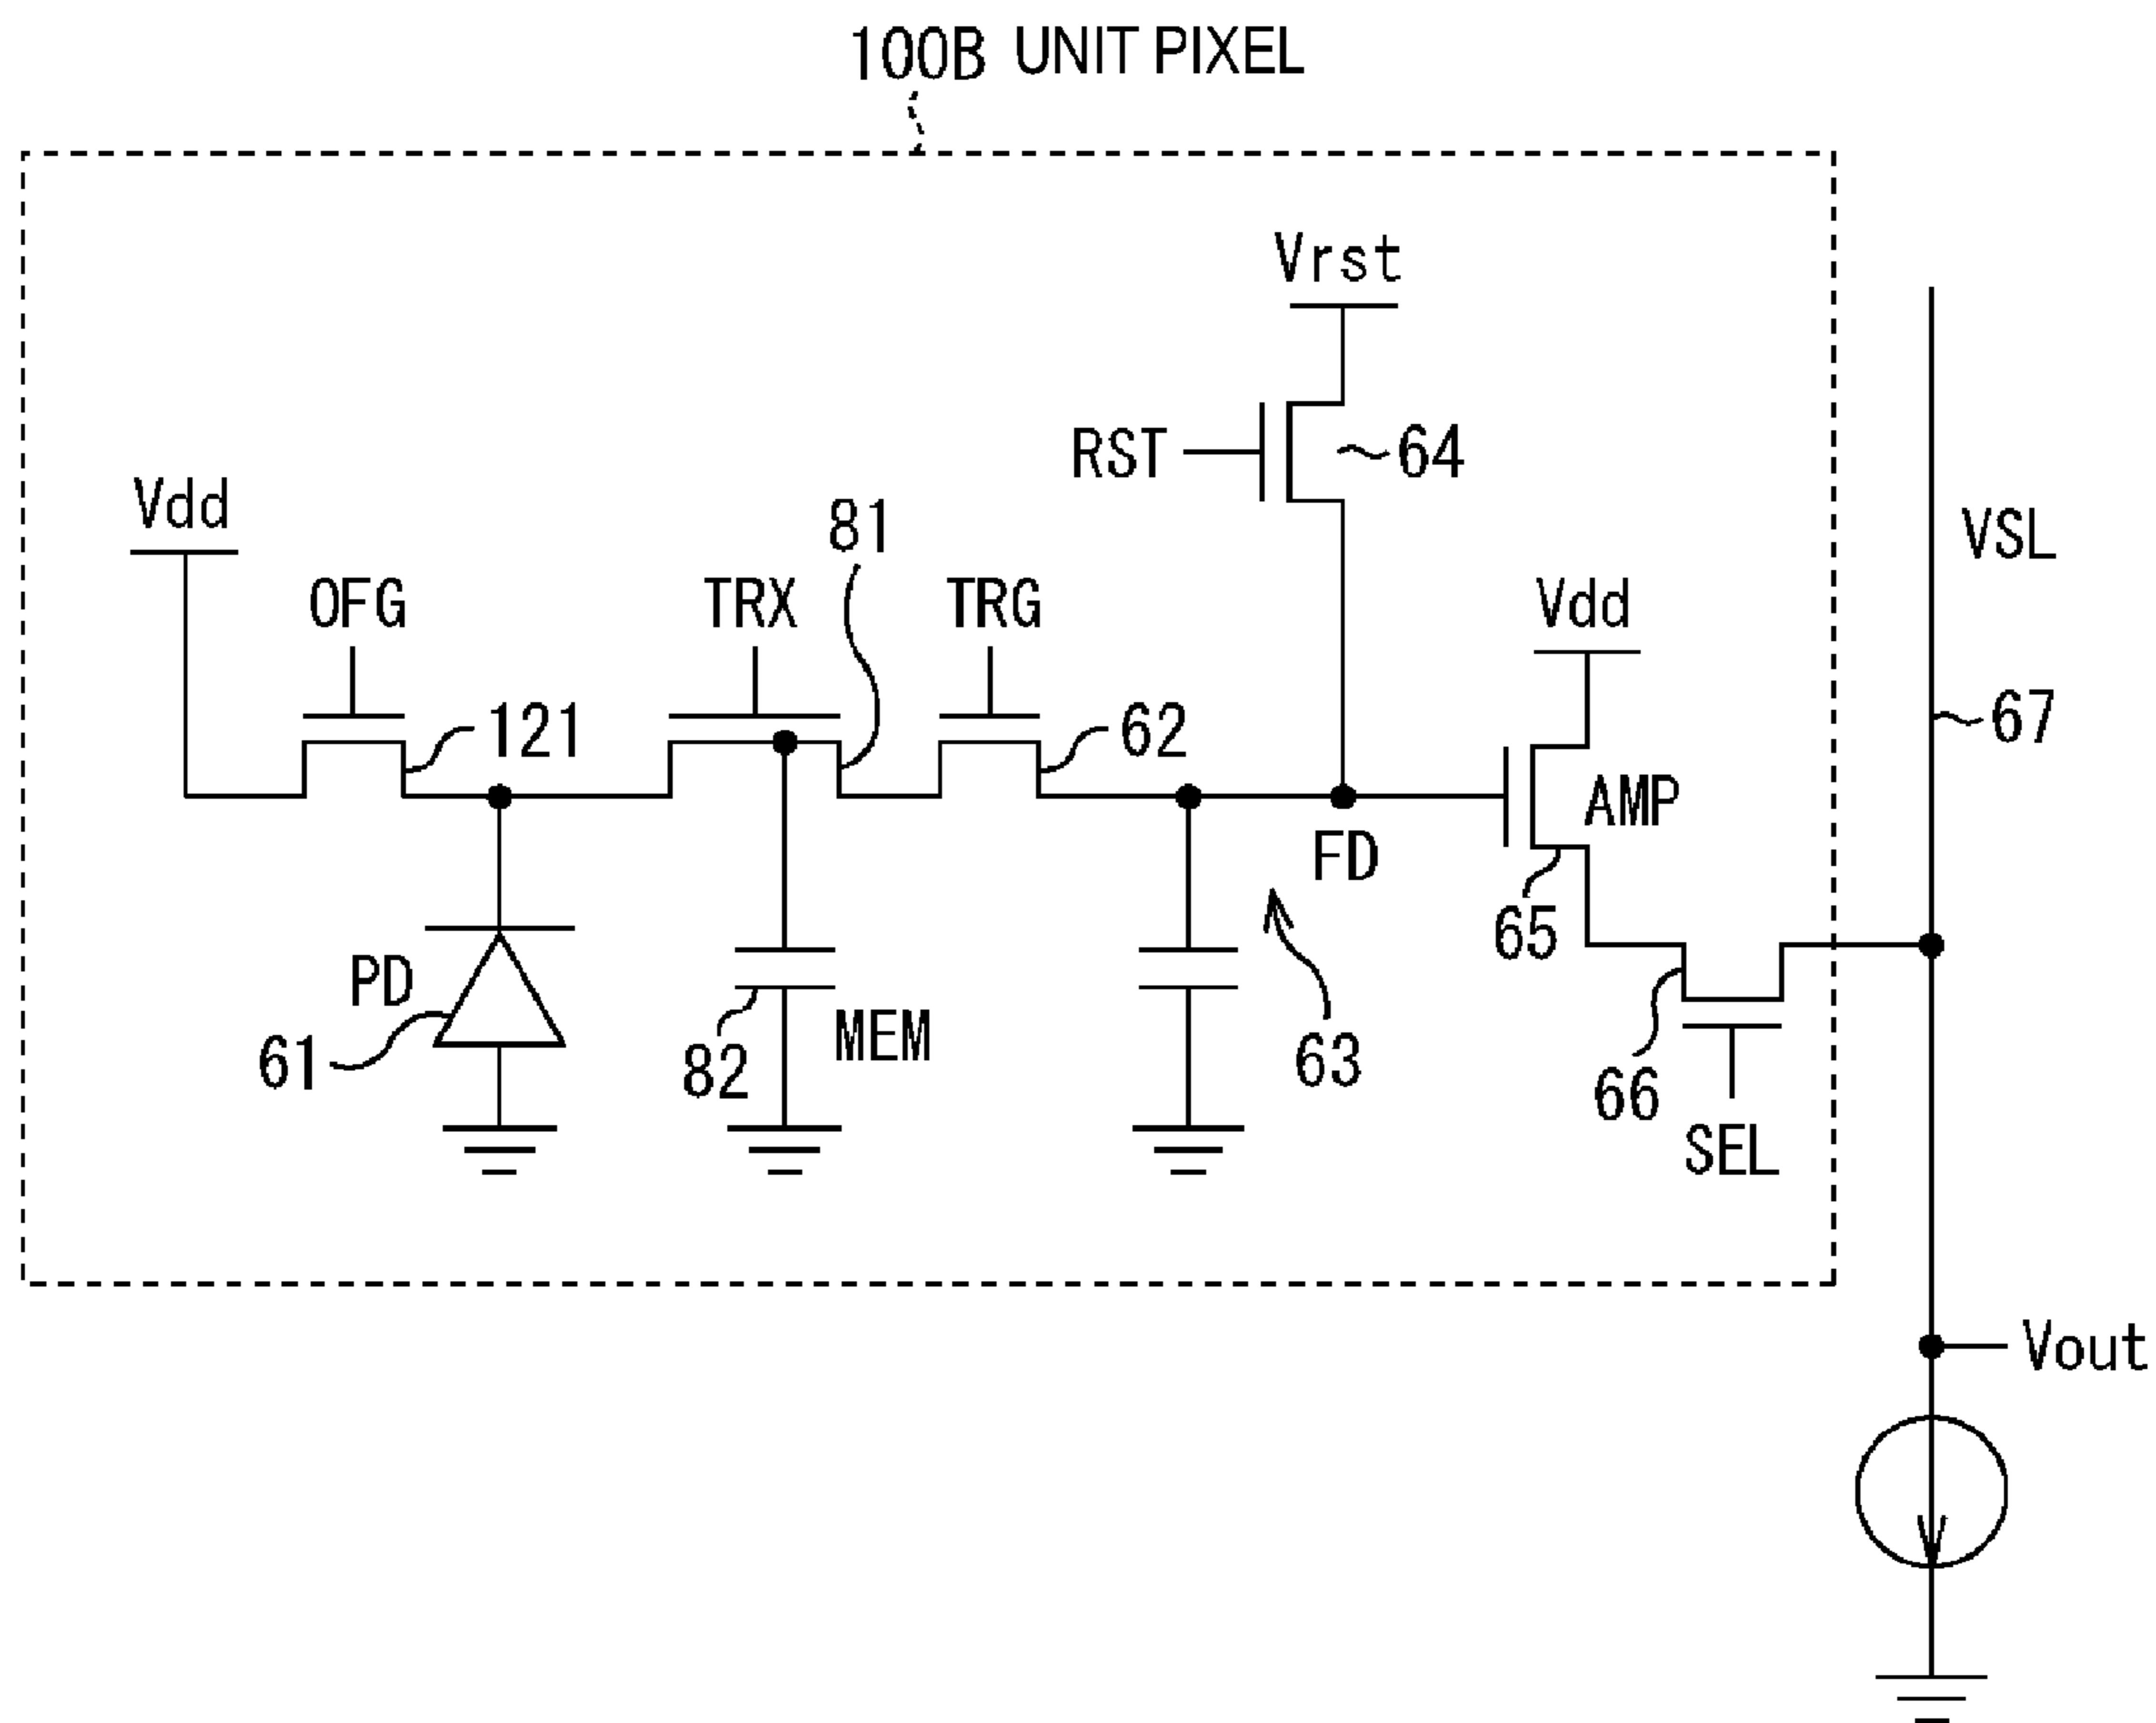 100B UNIT PIXEL
Vrst
RST
64
Vdd
81
VSL
OFG
TRX
TRG
Vdd
121
62
67
AMP
FD
65
PD
61
82
MEM
63
66
SEL
Vout